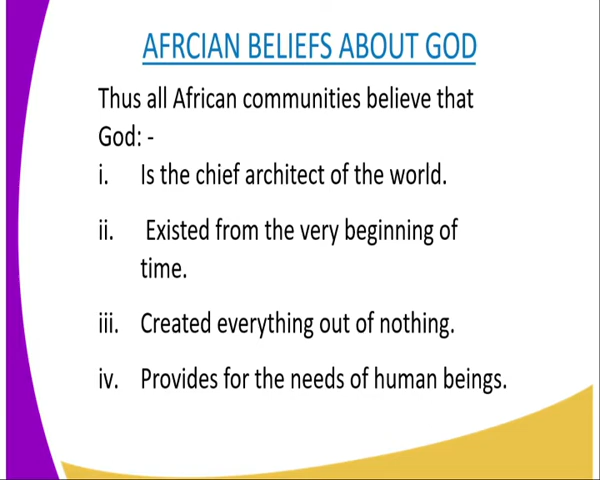 AFRCIAN BELIEFS ABOUT GOD
Thus all African communities believe that
God: -
i. Is the chief architect of the world.
ii. Existed from the very beginning of
time.
iii. Created everything out of nothing.
iv. Provides for the needs of human beings.